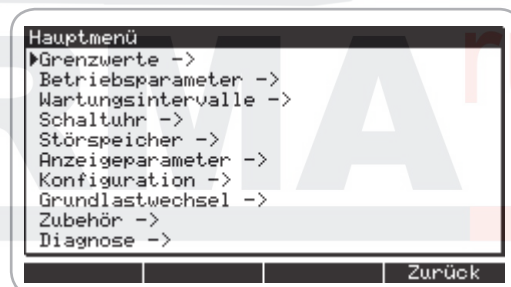 Hauptmenü
▶Grenzwerte ->
Betriebsparameter ->
Wartungsintervalle ->
Schaltuhr ->
Störspeicher ->
Anzeigeparameter ->
Konfiguration ->
Grundlastwechsel ->
Zubehör ->
Diagnose ->
Zurück